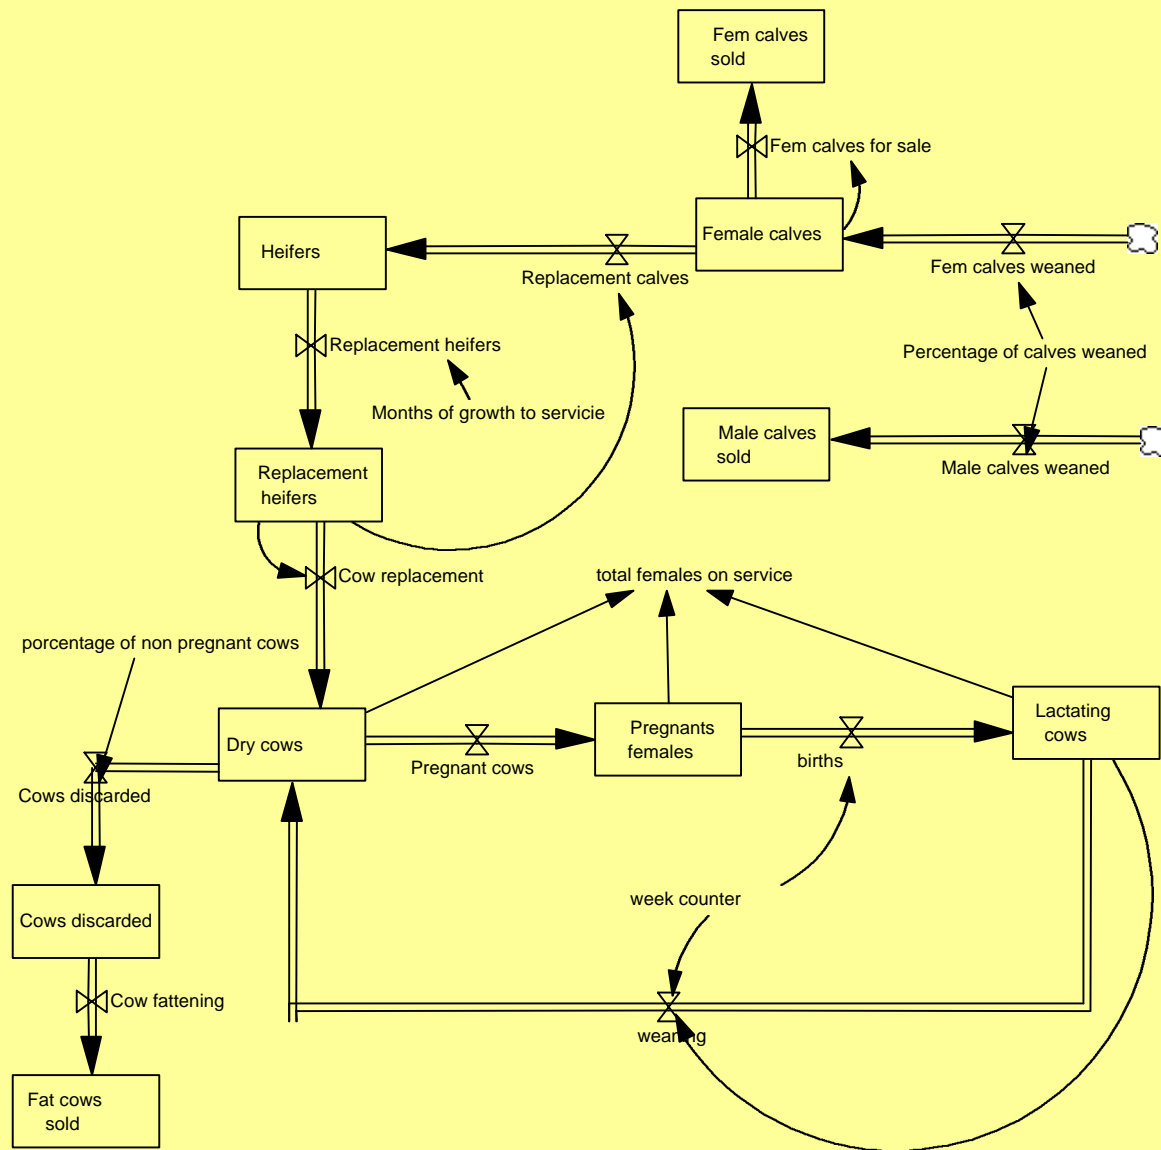 Fem calves
sold
Fem calves for sale
Female calves
Heifers
Replacement calves
Fem calves weaned
Replacement heifers
Percentage of calves weaned
Months of growth to servicie
Male calves
sold
Male calves weaned
Replacement
heifers
Cow replacement
total females on service
porcentage of non pregnant cows
Dry cows
Pregnant cows
Pregnants
females
births
Lactating
cows
Cows discarded
Cows discarded
week counter
Cow fattening
weaning
Fat cows
sold